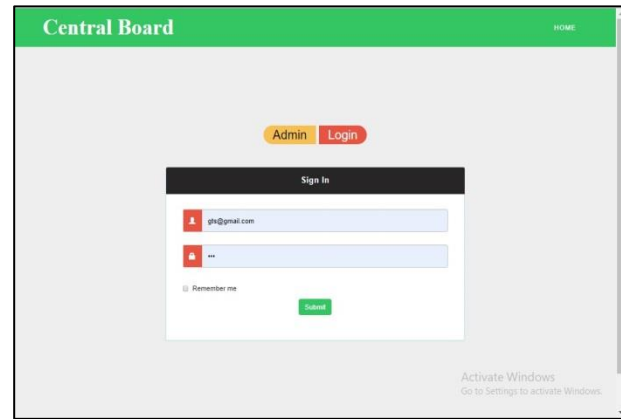 Central Board
HOME
Admin Login
Sign In
gts@gmail.com
•••
Remember me
Submit
Activate Windows
Go to Settings to activate Windows.